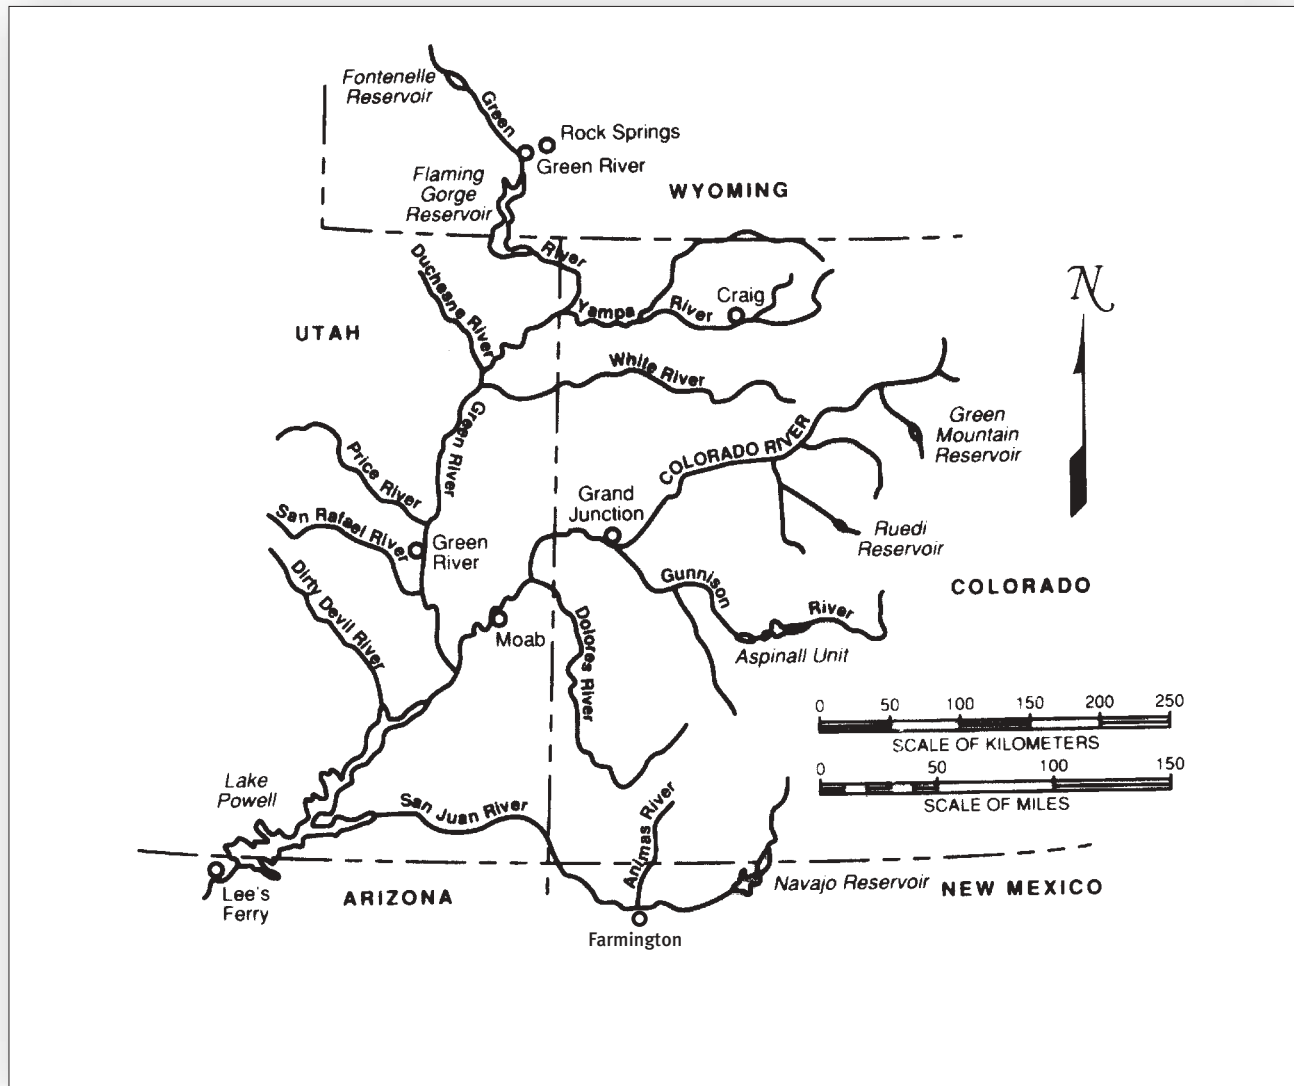 Fontenelle
Reservoir
Green
Rock Springs
Green River
Flaming
Gorge
Reservoir
WYOMING
River
Duchesne River
N
Yampa
River
Craig
UTAH
White River
Green
Mountain
Reservoir
Green River
COLORADO RIVER
Price River
Grand
Junction
San Rafael River
Green
River
Ruedi
Reservoir
Dirty Devil River
Gunnison
River
COLORADO
Moab
Dolores River
Aspinall Unit
0 50 100 150 200 250
SCALE OF KILOMETERS
0 50 100 150
SCALE OF MILES
Lake
Powell
San Juan River
Animas River
Navajo Reservoir
NEW MEXICO
Lee's
Ferry
ARIZONA
Farmington